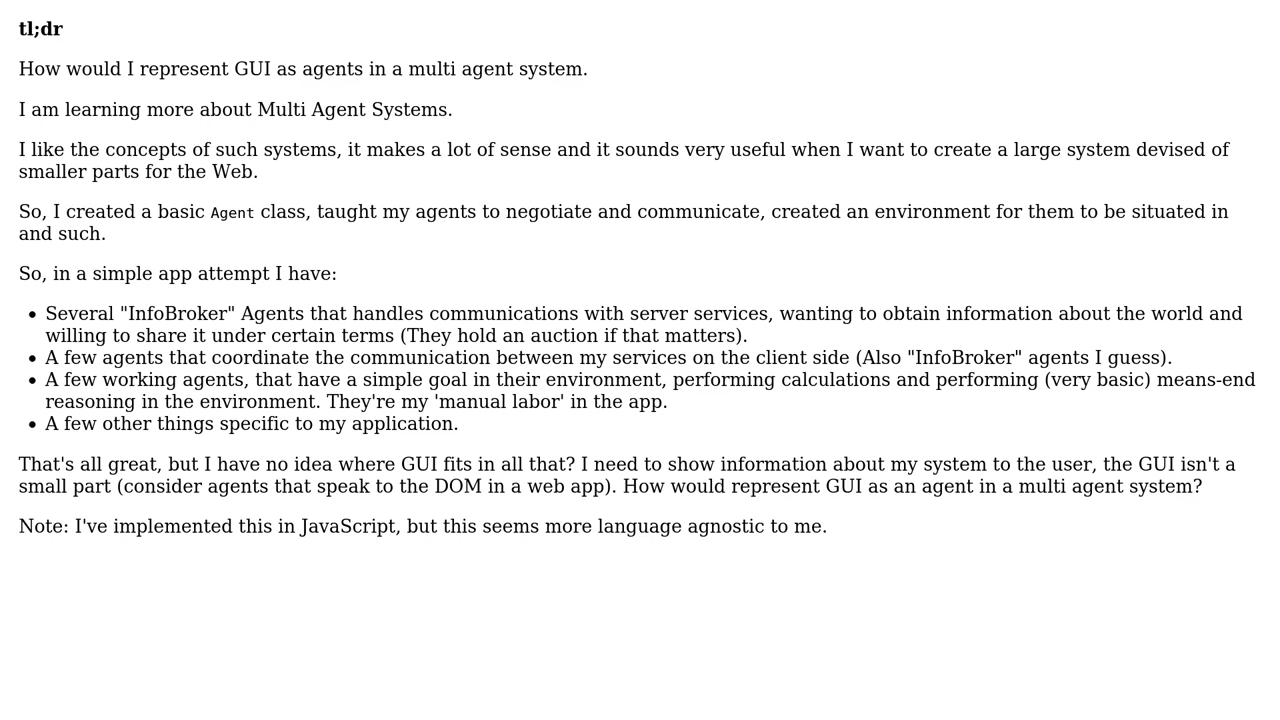 tl;dr
How would I represent GUI as agents in a multi agent system.
I am learning more about Multi Agent Systems.
I like the concepts of such systems, it makes a lot of sense and it sounds very useful when I want to create a large system devised of
smaller parts for the Web.
So, I created a basic Agent class, taught my agents to negotiate and communicate, created an environment for them to be situated in
and such.
So, in a simple app attempt I have:
• Several "InfoBroker" Agents that handles communications with server services, wanting to obtain information about the world and
willing to share it under certain terms (They hold an auction if that matters).
• A few agents that coordinate the communication between my services on the client side (Also "InfoBroker" agents I guess).
• A few working agents, that have a simple goal in their environment, performing calculations and performing (very basic) means-end
reasoning in the environment. They're my 'manual labor' in the app.
• A few other things specific to my application.
That's all great, but I have no idea where GUI fits in all that? I need to show information about my system to the user, the GUI isn't a
small part (consider agents that speak to the DOM in a web app). How would represent GUI as an agent in a multi agent system?
Note: I've implemented this in JavaScript, but this seems more language agnostic to me.